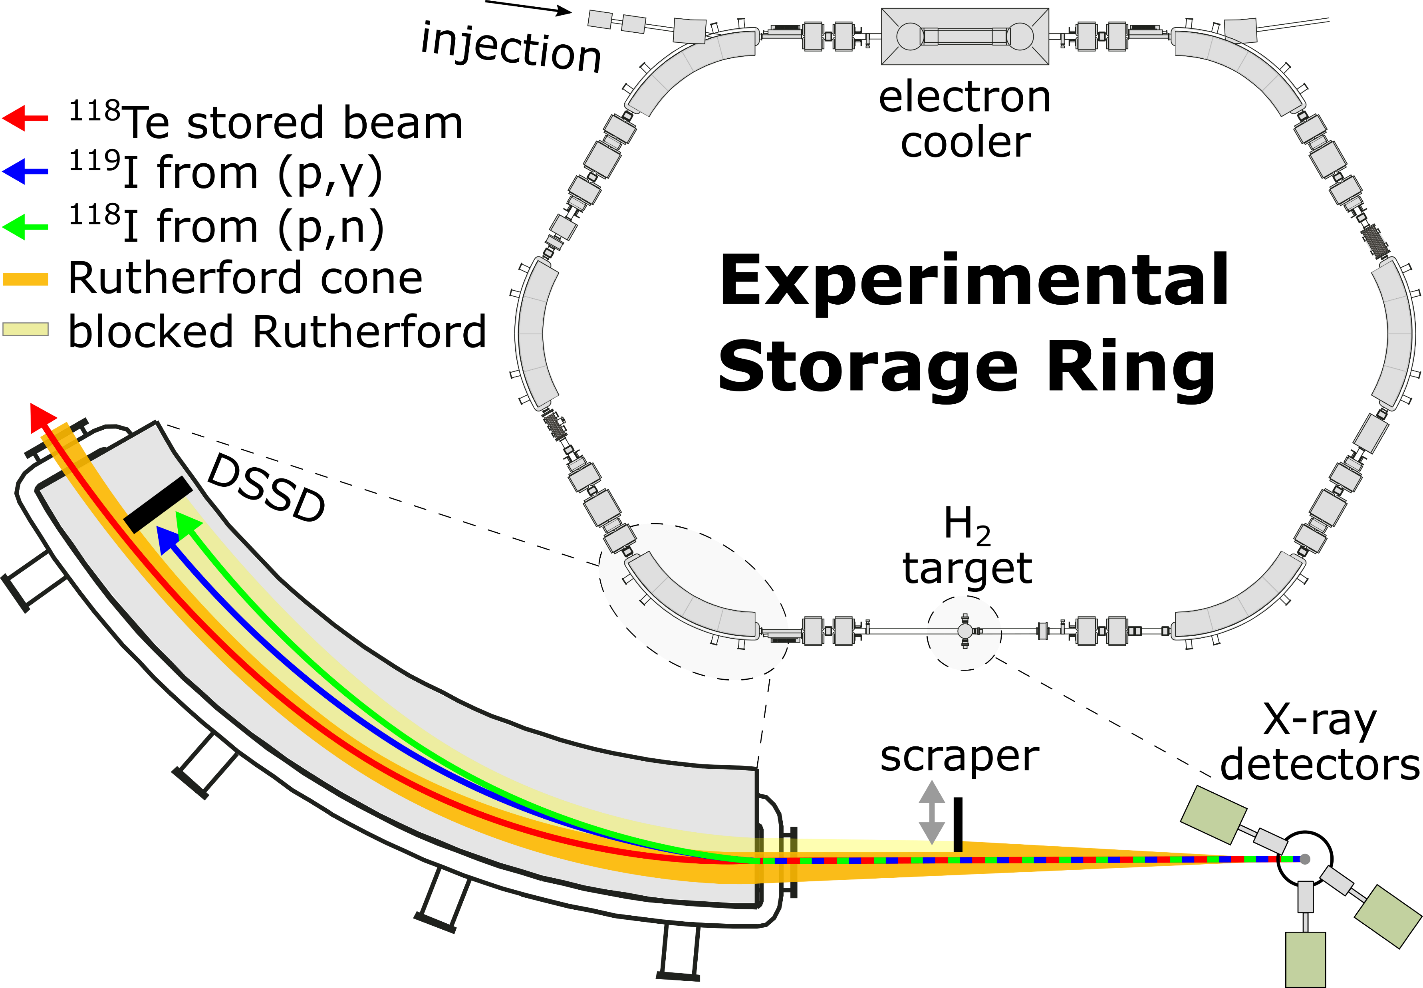 injection
electron
cooler
¹¹⁸Te stored beam
¹¹⁹I from (p,γ)
¹¹⁸I from (p,n)
Rutherford cone
blocked Rutherford
Experimental
Storage Ring
DSSD
H₂
target
scraper
X-ray
detectors